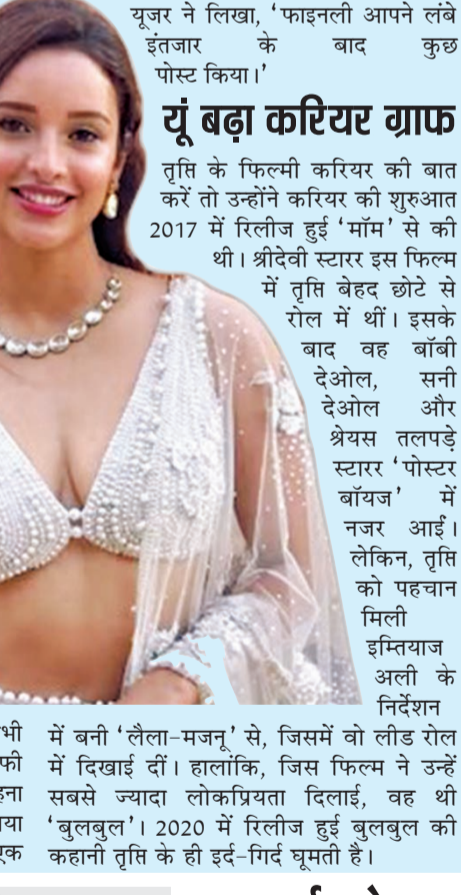 यूजर ने लिखा, ‘फाइनली आपने लंबे
इंतजार के बाद कुछ
पोस्ट किया।’
यूं बढ़ा करियर ग्राफ
तृप्ति के फिल्मी करियर की बात
करें तो उन्होंने करियर की शुरुआत
2017 में रिलीज हुई ‘मॉम’ से की
थी। श्रीदेवी स्टारर इस फिल्म
में तृप्ति बेहद छोटे से
रोल में थीं। इसके
बाद वह बॉबी
देओल, सनी
देओल और
श्रेयस तलपड़े
स्टारर ‘पोस्टर
बॉयज’ में
नजर आईं।
लेकिन, तृप्ति
को पहचान
मिली
इम्तियाज
अली के
निर्देशन
में बनी ‘लैला-मजनू’ से, जिसमें वो लीड रोल
में दिखाई दीं। हालांकि, जिस फिल्म ने उन्हें
सबसे ज्यादा लोकप्रियता दिलाई, वह थी
‘बुलबुल’। 2020 में रिलीज हुई बुलबुल की
कहानी तृप्ति के ही इर्द-गिर्द घूमती है।